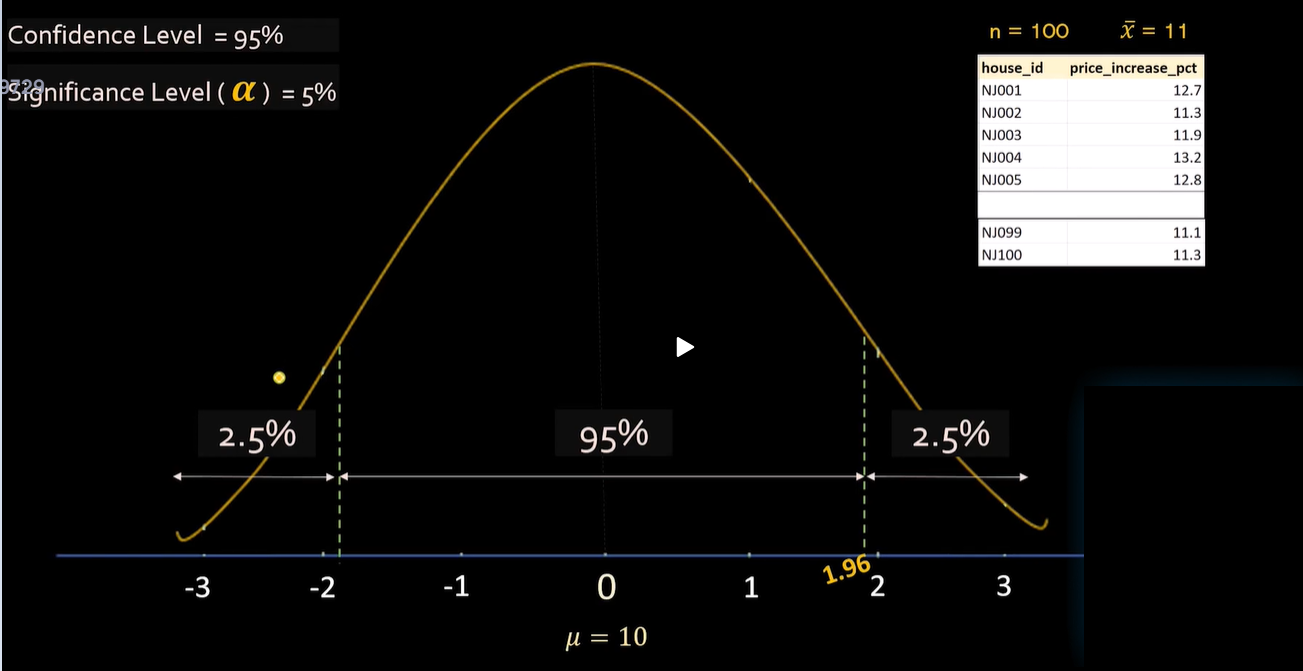 Confidence Level = 95%
Significance Level ( α ) = 5%
n = 100 x̄ = 11
house_id price_increase_pct
NJ001 12.7
NJ002 11.3
NJ003 11.9
NJ004 13.2
NJ005 12.8
NJ099 11.1
NJ100 11.3
2.5% 95% 2.5%
1.96
-3 -2 -1 0 1 2 3
μ = 10